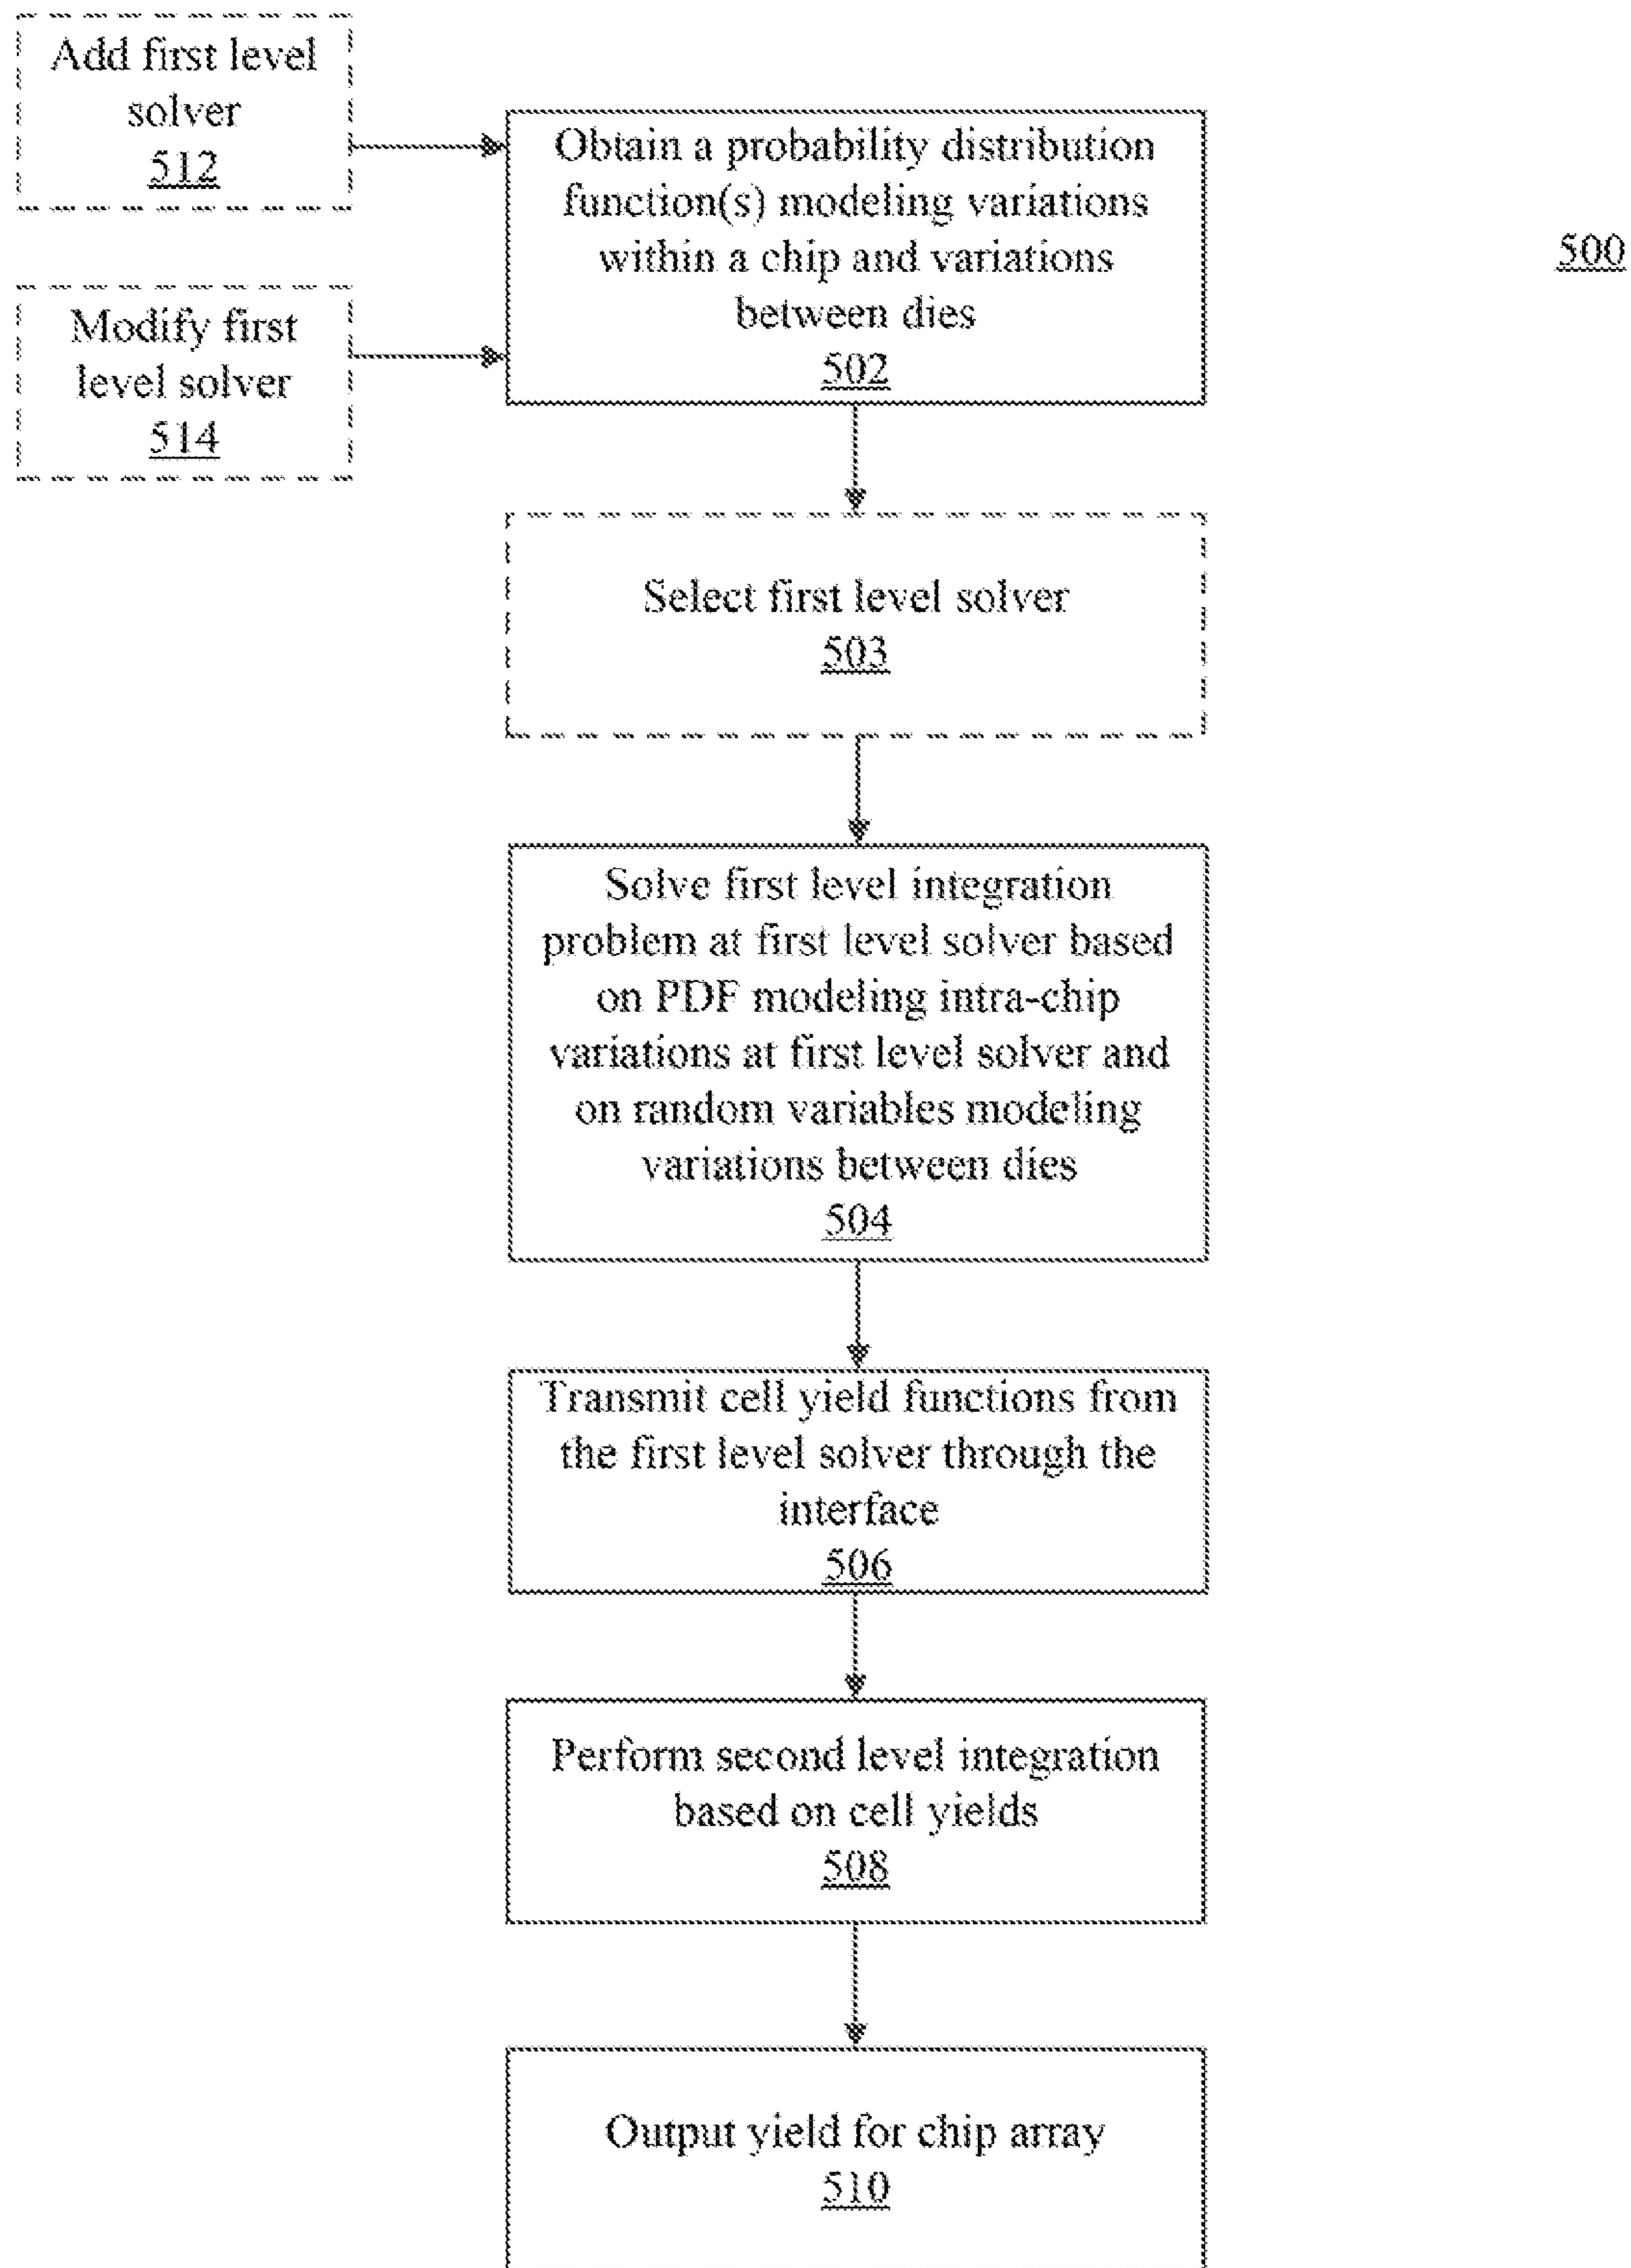 Add first level
solver
512
Modify first
level solver
514
500
Obtain a probability distribution
function(s) modeling variations
within a chip and variations
between dies
502
Select first level solver
503
Solve first level integration
problem at first level solver based
on PDF modeling intra-chip
variations at first level solver and
on random variables modeling
variations between dies
504
Transmit cell yield functions from
the first level solver through the
interface
506
Perform second level integration
based on cell yields
508
Output yield for chip array
510